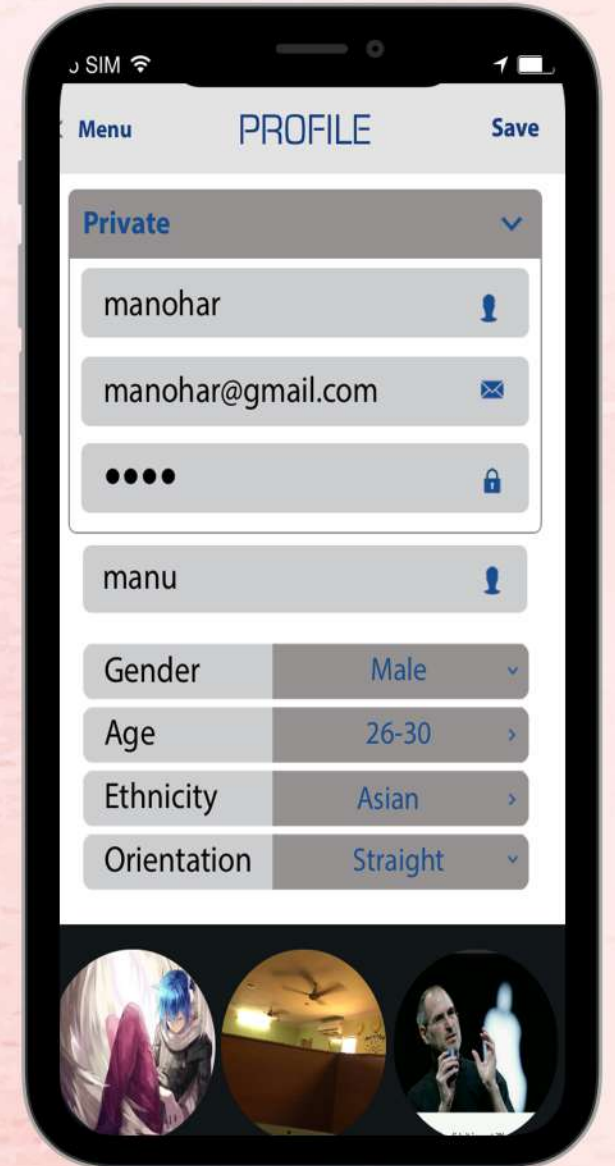 SIM
Menu PROFILE Save
Private
manohar
manohar@gmail.com
••••
manu
Gender Male
Age 26-30
Ethnicity Asian
Orientation Straight